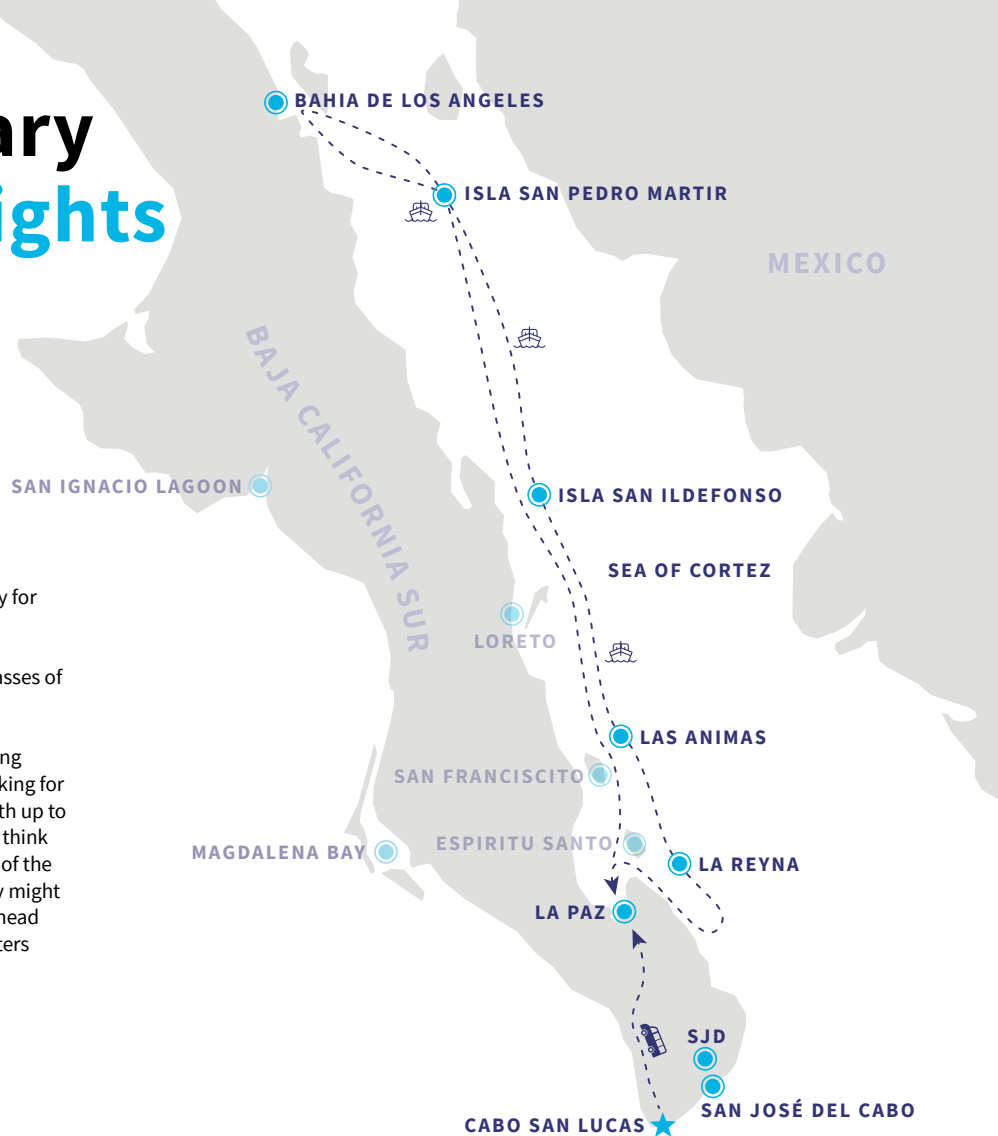 ary
ights
y for
asses of
ng
king for
th up to
think
of the
y might
head
ters
BAHIA DE LOS ANGELES
ISLA SAN PEDRO MARTIR
MEXICO
BAJA CALIFORNIA SUR
SAN IGNACIO LAGOON
ISLA SAN ILDEFONSO
SEA OF CORTEZ
LORETO
LAS ANIMAS
SAN FRANCISCITO
ESPIRITU SANTO
MAGDALENA BAY
LA REYNA
LA PAZ
SJD
SAN JOSÉ DEL CABO
CABO SAN LUCAS